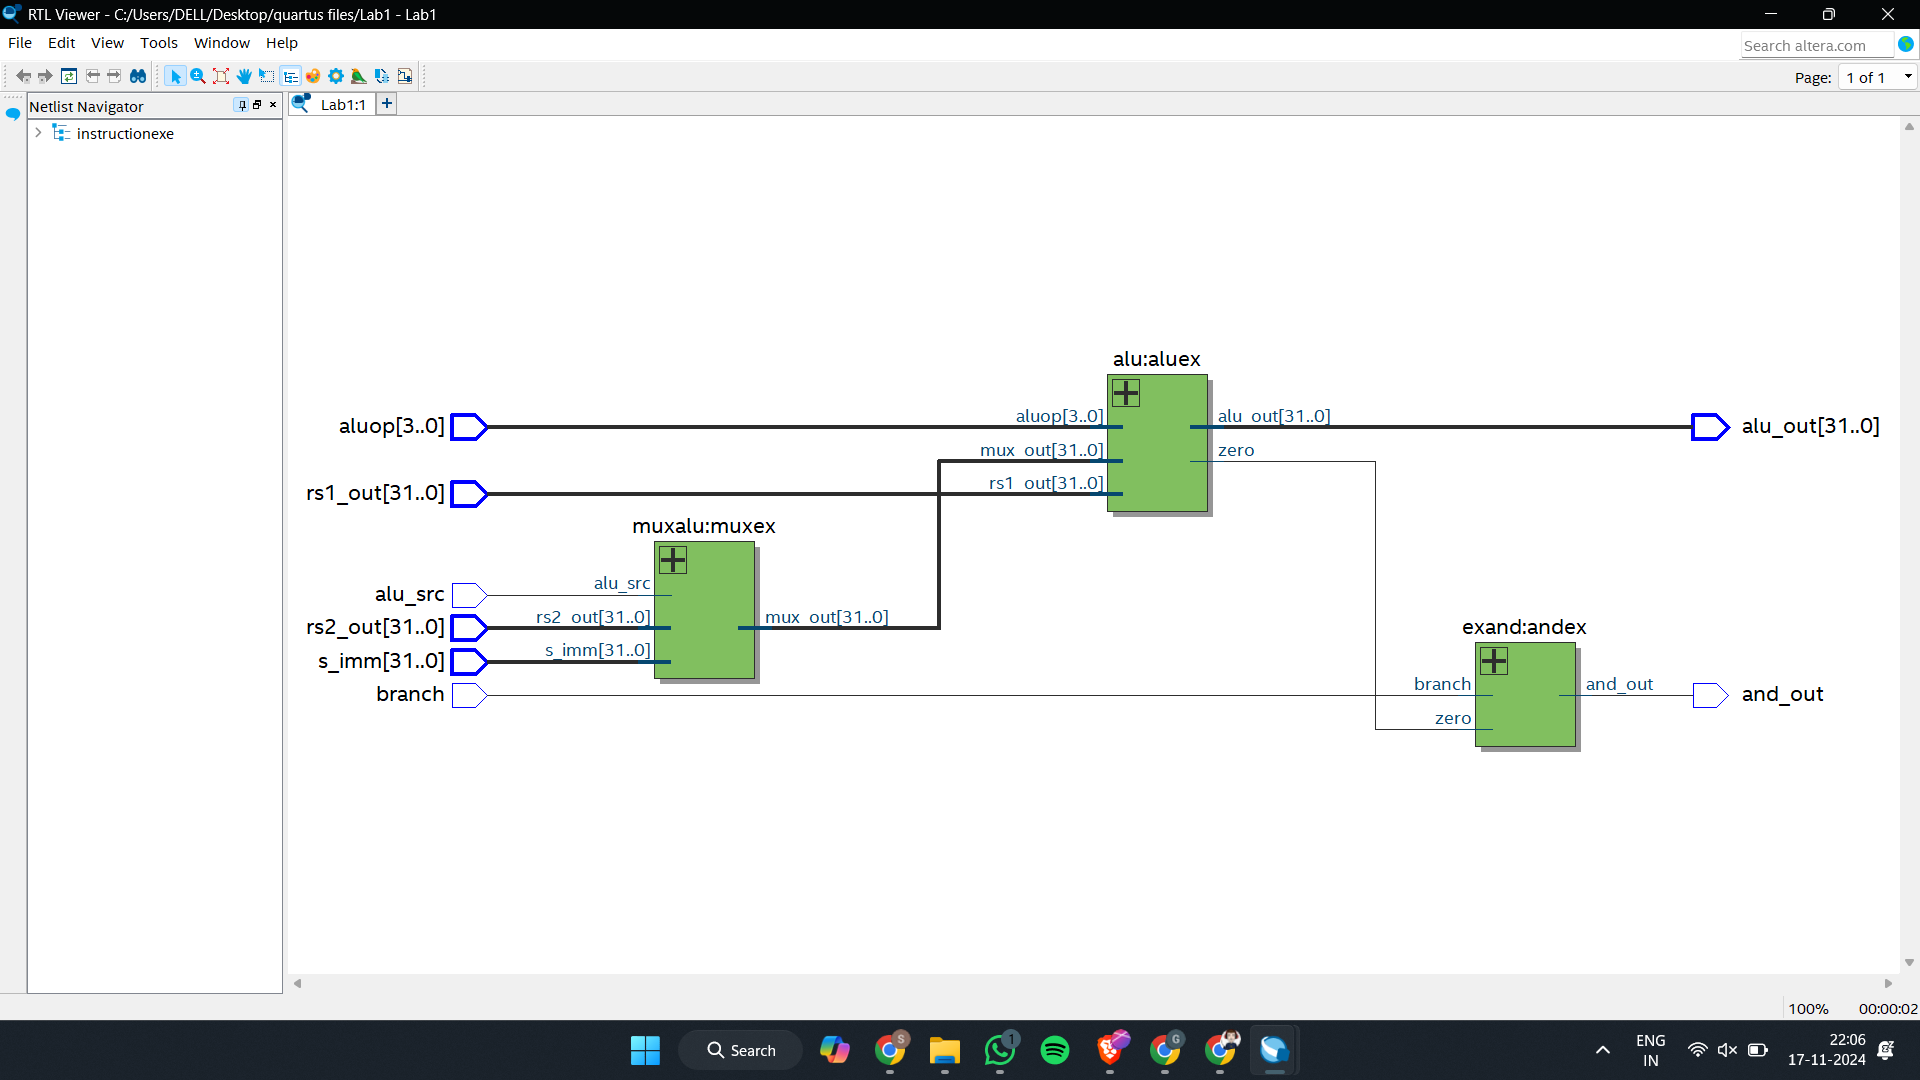 RTL Viewer - C:/Users/DELL/Desktop/quartus files/Lab1 - Lab1
File Edit View Tools Window Help
Search altera.com
Page: 1 of 1
Netlist Navigator
Lab1:1
instructionexe
alu:aluex
aluop[3..0]
aluop[3..0]
alu_out[31..0]
alu_out[31..0]
mux_out[31..0]
zero
rs1_out[31..0]
rs1_out[31..0]
muxalu:muxex
alu_src
alu_src
rs2_out[31..0]
rs2_out[31..0]
mux_out[31..0]
s_imm[31..0]
s_imm[31..0]
exand:andex
branch
branch
and_out
and_out
zero
100% 00:00:02
Search
S
1
G
ENG
IN
22:06
17-11-2024